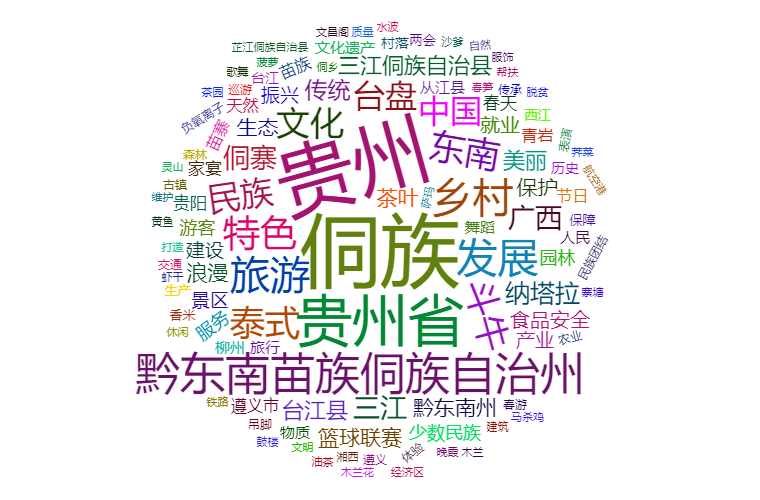 文昌阁 质量 水波
芷江侗族自治县 文化遗产 村落 两会 沙爹 自然
菠萝 侗乡 苗族 三江侗族自治县 服饰
歌舞 台江 帮扶
茶园 巡游 振兴 传统 台盘 从江县 春笋 传承 脱贫
天然 中国 春天 西江
负氧离子 苗寨 生态 文化 就业 青岩 表演
森林 侗寨 贵州 东南 美丽 历史 荠菜
灵山 家宴 航空港
古镇 民族 茶叶 萨玛 乡村 保护 节日
维护 贵阳
黄鱼 游客 特色 侗族 舞蹈 广西 保障
打造 建设 发展 园林 人民
交通 浪漫 旅游 民族团结
虾干 景区 半牛 纳塔拉 寨塘
生产
香米 服务 泰式 贵州省 食品安全
休闲 产业 农业
柳州 旅行
黔东南苗族侗族自治州
铁路 遵义市 台江县 三江 黔东南州 春游
吊脚 马杀鸡
物质 篮球联赛 少数民族 建筑
鼓楼 文明 体验
油茶 湘西 遵义 晚霞 木兰
木兰花 经济区